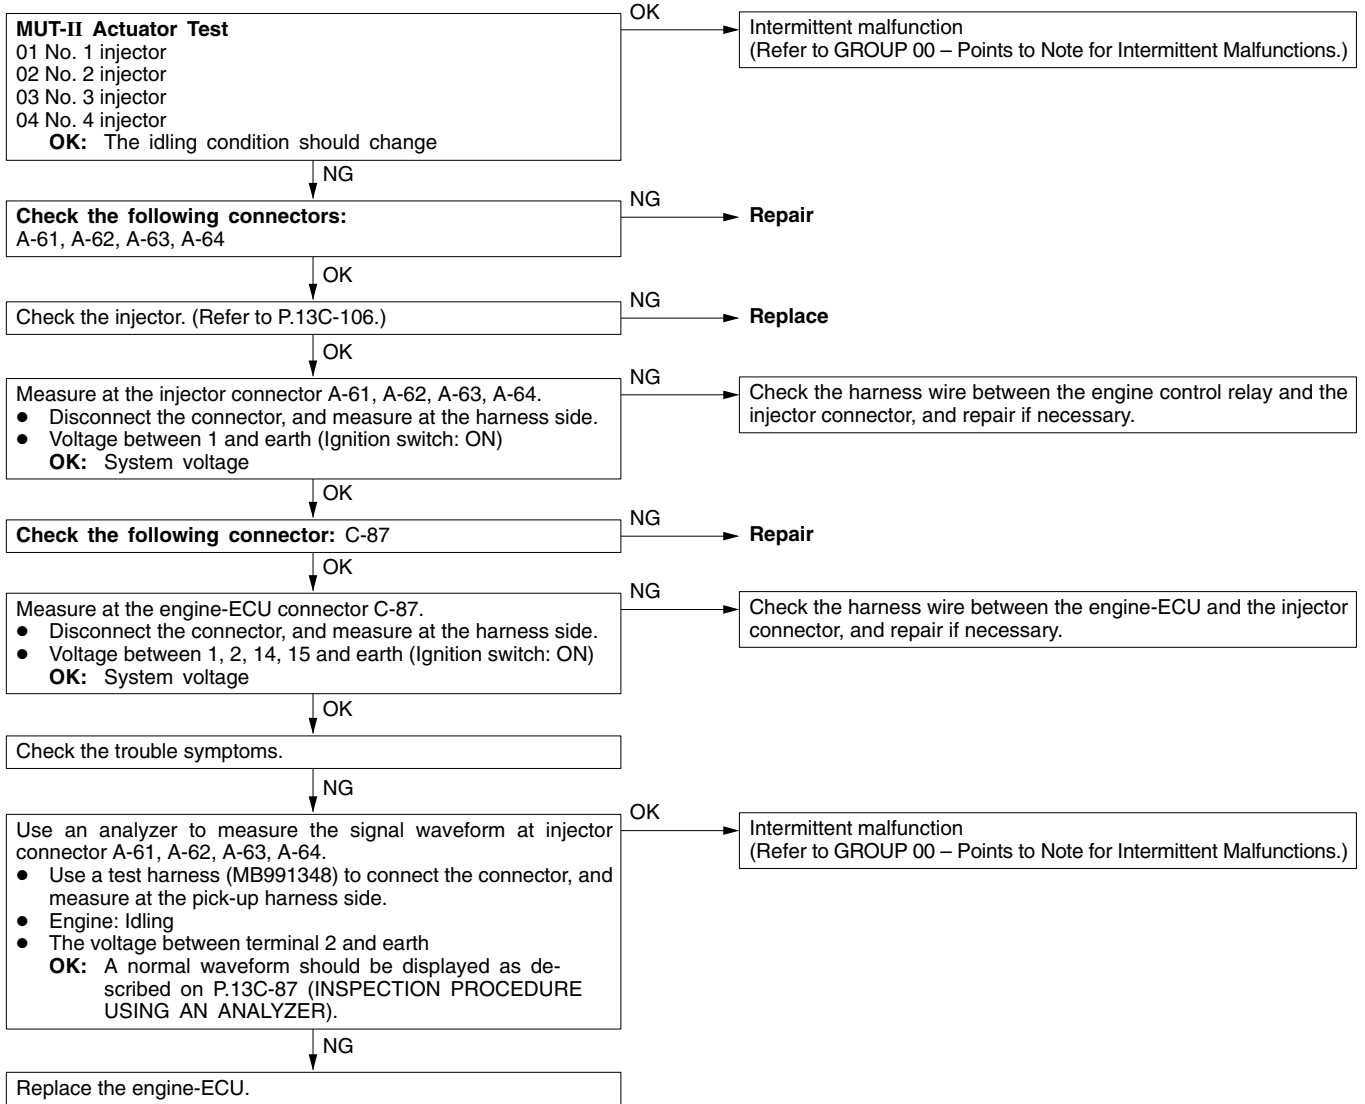 MUT-II Actuator Test
01 No. 1 injector
02 No. 2 injector
03 No. 3 injector
04 No. 4 injector
OK: The idling condition should change
OK
Intermittent malfunction
(Refer to GROUP 00 – Points to Note for Intermittent Malfunctions.)
NG
Check the following connectors:
A-61, A-62, A-63, A-64
NG
Repair
OK
Check the injector. (Refer to P.13C-106.)
NG
Replace
OK
Measure at the injector connector A-61, A-62, A-63, A-64.
● Disconnect the connector, and measure at the harness side.
● Voltage between 1 and earth (Ignition switch: ON)
OK: System voltage
NG
Check the harness wire between the engine control relay and the
injector connector, and repair if necessary.
OK
Check the following connector: C-87
NG
Repair
OK
Measure at the engine-ECU connector C-87.
● Disconnect the connector, and measure at the harness side.
● Voltage between 1, 2, 14, 15 and earth (Ignition switch: ON)
OK: System voltage
NG
Check the harness wire between the engine-ECU and the injector
connector, and repair if necessary.
OK
Check the trouble symptoms.
NG
Use an analyzer to measure the signal waveform at injector
connector A-61, A-62, A-63, A-64.
● Use a test harness (MB991348) to connect the connector, and
measure at the pick-up harness side.
● Engine: Idling
● The voltage between terminal 2 and earth
OK: A normal waveform should be displayed as de-
scribed on P.13C-87 (INSPECTION PROCEDURE
USING AN ANALYZER).
OK
Intermittent malfunction
(Refer to GROUP 00 – Points to Note for Intermittent Malfunctions.)
NG
Replace the engine-ECU.